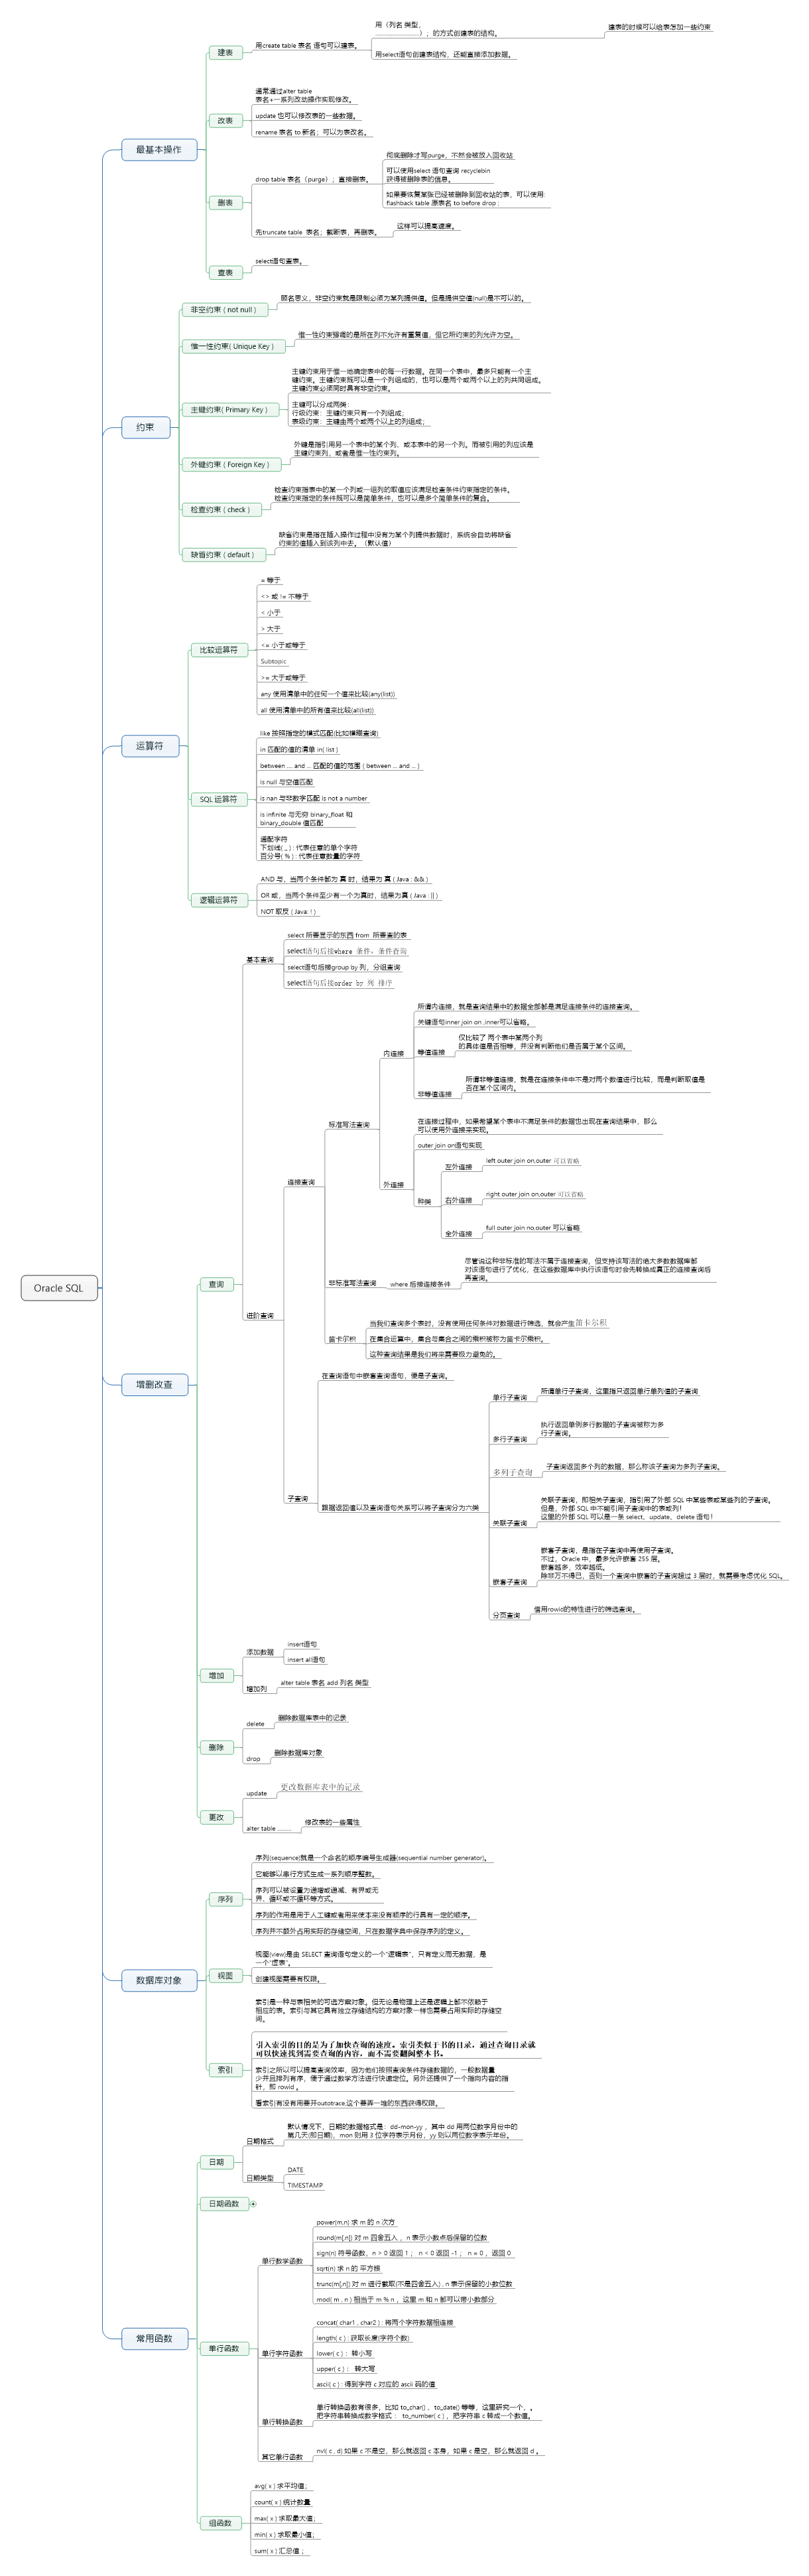 Oracle SQL
最基本操作
建表
用create table 表名 语句可以建表。
用（列名 类型,
........................）；的方式创建表的结构。
建表的时候可以给表添加一些约束
用select语句创建表结构，还能直接添加数据。
改表
通常通过alter table
表名+一系列改动操作实现修改。
update 也可以修改表的一些数据。
rename 表名 to 新名；可以为表改名。
删表
drop table 表名（purge）；直接删表。
彻底删除才写purge，不然会被放入回收站
可以使用select 语句查询 recyclebin
获得被删除表的信息。
如果要恢复某张已经被删除到回收站的表，可以使用:
flashback table 原表名 to before drop ;
先truncate table 表名；截断表，再删表。
这样可以提高速度。
查表
select语句查表。
约束
非空约束 ( not null )
顾名思义，非空约束就是限制必须为某列提供值。但是提供空值(null)是不可以的。
惟一性约束( Unique Key )
惟一性约束强调的是所在列不允许有重复值，但它所约束的列允许为空。
主键约束( Primary Key )
主键约束用于惟一地确定表中的每一行数据。在同一个表中，最多只能有一个主
键约束。主键约束既可以是一个列组成的，也可以是两个或两个以上的列共同组成。
主键约束必须同时具有非空约束。
主键可以分成两类：
行级约束：主键约束只有一个列组成；
表级约束：主键由两个或两个以上的列组成；
外键约束 ( Foreign Key )
外键是指引用另一个表中的某个列，或本表中的另一个列。而被引用的列应该是
主键约束列，或者是惟一性约束列。
检查约束 ( check )
检查约束指表中的某一个列或一组列的取值应该满足检查条件约束指定的条件。
检查约束指定的条件既可以是简单条件，也可以是多个简单条件的复合。
缺省约束 ( default )
缺省约束是指在插入操作过程中没有为某个列提供数据时，系统会自动将缺省
约束的值插入到该列中去。（默认值）
运算符
比较运算符
= 等于
<> 或 != 不等于
< 小于
> 大于
<= 小于或等于
Subtopic
>= 大于或等于
any 使用清单中的任何一个值来比较(any(list))
all 使用清单中的所有值来比较(all(list))
SQL 运算符
like 按照指定的模式匹配(比如模糊查询)
in 匹配的值的清单 in( list )
between .... and ... 匹配的值的范围 ( between ... and ... )
is null 与空值匹配
is nan 与非数字匹配 is not a number
is infinite 与无穷 binary_float 和
binary_double 值匹配
通配字符
下划线( _ ) : 代表任意的单个字符
百分号( % ) : 代表任意数量的字符
逻辑运算符
AND 与，当两个条件都为 真 时，结果为 真 ( Java : && )
OR 或，当两个条件至少有一个为真时，结果为真 ( Java : || )
NOT 取反 ( Java: ! )
增删改查
查询
基本查询
select 所要显示的东西 from 所要查的表
select语句后接where 条件，条件查询
select语句后接group by 列，分组查询
select语句后接order by 列 排序
进阶查询
连接查询
标准写法查询
内连接
所谓内连接，就是查询结果中的数据全部都是满足连接条件的连接查询。
关键语句inner join on ,inner可以省略。
等值连接
仅比较了 两个表中某两个列
的具体值是否相等，并没有判断他们是否属于某个区间。
非等值连接
所谓非等值连接，就是在连接条件中不是对两个数值进行比较，而是判断取值是
否在某个区间内。
外连接
在连接过程中，如果希望某个表中不满足条件的数据也出现在查询结果中，那么
可以使用外连接来实现。
outer join on语句实现
种类
左外连接
left outer join on,outer 可以省略
右外连接
right outer join on,outer 可以省略
全外连接
full outer join no,outer 可以省略
非标准写法查询
where 后接连接条件
尽管说这种非标准的写法不属于连接查询，但支持该写法的绝大多数数据库都
对该语句进行了优化，在这些数据库中执行该语句时会先转换成真正的连接查询后
再查询。
笛卡尔积
当我们查询多个表时，没有使用任何条件对数据进行筛选，就会产生笛卡尔积
在集合运算中，集合与集合之间的乘积被称为笛卡尔乘积。
这种查询结果是我们将来需要极力避免的。
子查询
在查询语句中嵌套查询语句，便是子查询。
跟据返回值以及查询语句关系可以将子查询分为六类
单行子查询
所谓单行子查询，这里指只返回单行单列值的子查询
多行子查询
执行返回单例多行数据的子查询被称为多
行子查询。
多列子查询
子查询返回多个列的数据，那么称该子查询为多列子查询。
关联子查询
关联子查询，即相关子查询，指引用了外部 SQL 中某些表或某些列的子查询。
但是，外部 SQL 中不能引用子查询中的表或列!
这里的外部 SQL 可以是一条 select、update、delete 语句!
嵌套子查询
嵌套子查询，是指在子查询中再使用子查询。
不过，Oracle 中，最多允许嵌套 255 层。
嵌套越多，效率越低。
除非万不得已，否则一个查询中嵌套的子查询超过 3 层时，就需要考虑优化 SQL。
分页查询
借用rowid的特性进行的筛选查询。
增加
添加数据
insert语句
insert all语句
增加列
alter table 表名 add 列名 类型
删除
delete
删除数据库表中的记录
drop
删除数据库对象
更改
update
更改数据库表中的记录
alter table .........
修改表的一些属性
数据库对象
序列
序列(sequence)就是一个命名的顺序编号生成器(sequential number generator)。
它能够以串行方式生成一系列顺序整数。
序列可以被设置为递增或递减、有界或无
界、循环或不循环等方式。
序列的作用是用于人工键或者用来使本来没有顺序的行具有一定的顺序。
序列并不额外占用实际的存储空间，只在数据字典中保存序列的定义。
视图
视图(view)是由 SELECT 查询语句定义的一个"逻辑表"，只有定义而无数据，是
一个"虚表"。
创建视图需要有权限。
索引
索引是一种与表相关的可选方案对象。但无论是物理上还是逻辑上都不依赖于
相应的表。索引与其它具有独立存储结构的方案对象一样也需要占用实际的存储空
间。
引入索引的目的是为了加快查询的速度。索引类似于书的目录，通过查询目录就
可以快速找到需要查询的内容，而不需要翻阅整本书。
索引之所以可以提高查询效率，因为他们按照查询条件存储数据的，一般数据量
少并且排列有序，便于通过数学方法进行快速定位。另外还提供了一个指向内容的指
针，即 rowid 。
看索引有没有用要开outotrace,这个要弄一堆的东西获得权限。
常用函数
日期
日期格式
默认情况下，日期的数据格式是：dd-mon-yy ，其中 dd 用两位数字月份中的
第几天(即日期)，mon 则用 3 位字符表示月份，yy 则以两位数字表示年份。
日期类型
DATE
TIMESTAMP
日期函数
单行函数
单行数学函数
power(m,n) 求 m 的 n 次方
round(m[,n]) 对 m 四舍五入 ，n 表示小数点后保留的位数
sign(n) 符号函数，n > 0 返回 1 ； n < 0 返回 -1 ； n = 0 ，返回 0
sqrt(n) 求 n 的 平方根
trunc(m[,n]) 对 m 进行截取(不是四舍五入) , n 表示保留的小数位数
mod( m , n ) 相当于 m % n ，这里 m 和 n 都可以带小数部分
单行字符函数
concat( char1 , char2 ) : 将两个字符数据相连接
length( c ) : 获取长度(字符个数)
lower( c ) ： 转小写
upper( c ) ： 转大写
ascii( c ) : 得到字符 c 对应的 ascii 码的值
单行转换函数
单行转换函数有很多，比如 to_char() 、to_date() 等等，这里研究一个，。
把字符串转换成数字格式 ： to_number( c ) ，把字符串 c 转成一个数值。
其它单行函数
nvl( c , d) 如果 c 不是空，那么就返回 c 本身，如果 c 是空，那么就返回 d 。
组函数
avg( x ) 求平均值；
count( x ) 统计数量
max( x ) 求取最大值；
min( x ) 求取最小值；
sum( x ) 汇总值 ；